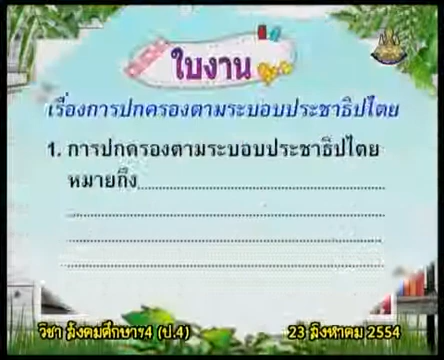 ใบงาน
เรื่องการปกครองตามระบอบประชาธิปไตย
1. การปกครองตามระบอบประชาธิปไตย
หมายถึง
วิชา สังคมศึกษาฯ4 (ป.4) 23 สิงหาคม 2554